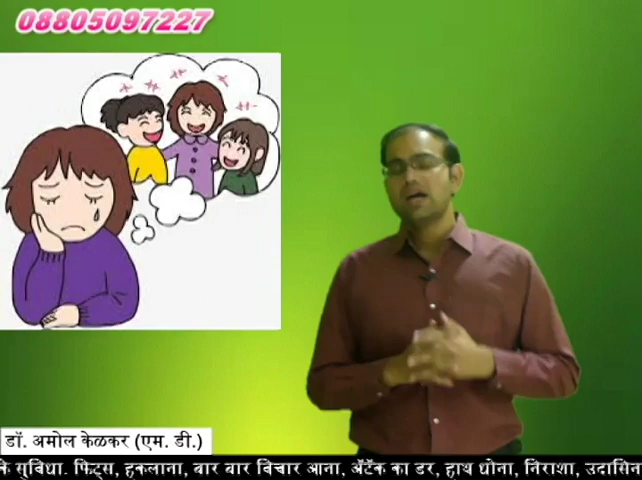 08805097227
डॉ. अमोल केळकर (एम. डी.)
के सुविधा. फिट्स, हकलाना, बार बार विचार आना, अ‍ॅटॅक का डर, हाथ धोना, निराशा, उदासिन